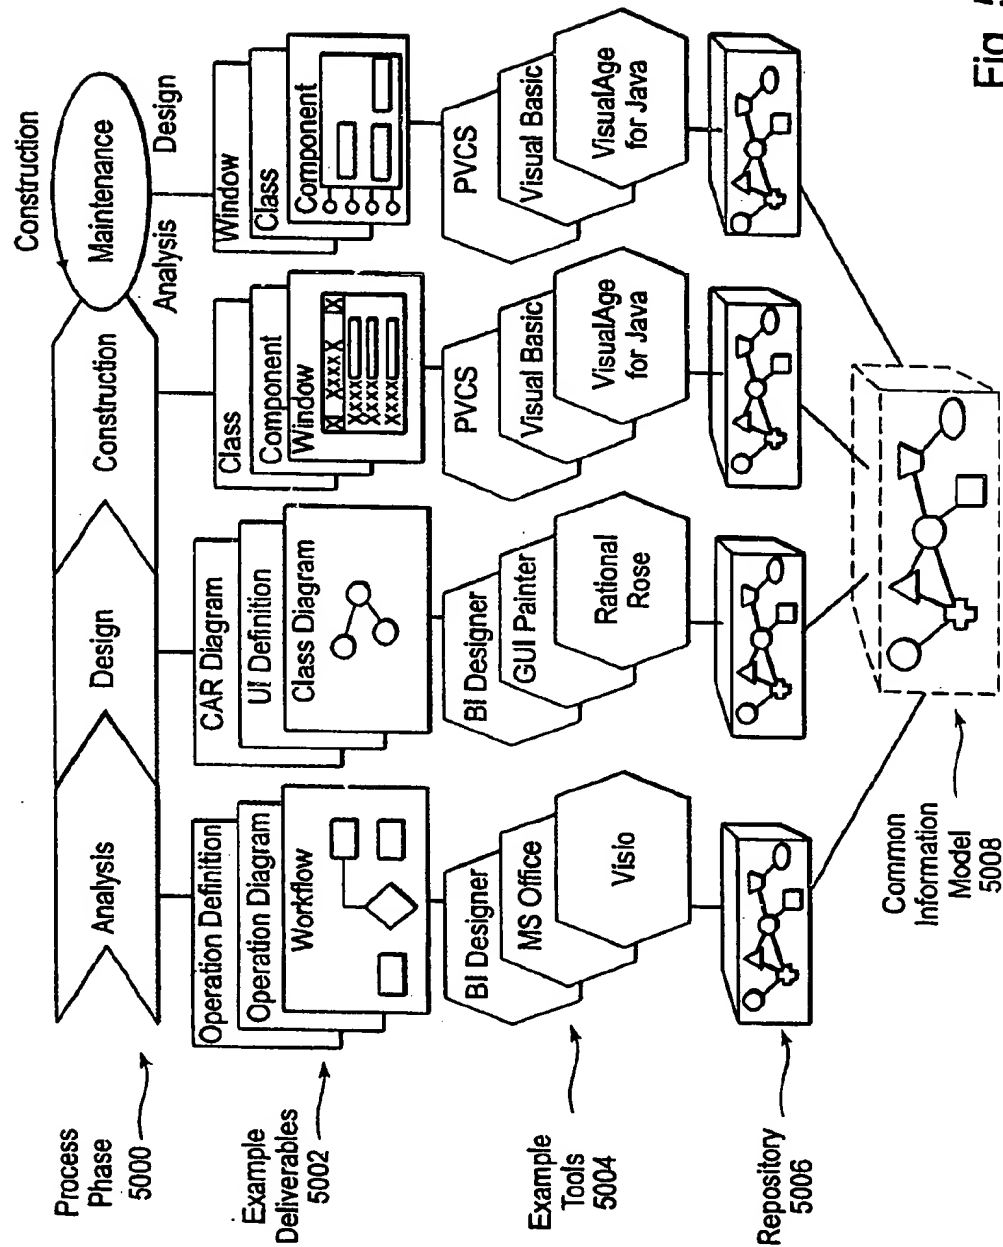 Construction
Analysis
Design
Construction
Maintenance
Analysis
Design
Process
Phase
5000
Operation Definition
Operation Diagram
Workflow
CAR Diagram
UI Definition
Class Diagram
Class
Component
Window
X Xxxx X X
Xxxx
Xxxx
Xxxx
Window
Class
Component
Example
Deliverables
5002
BI Designer
MS Office
Visio
BI Designer
GUI Painter
Rational
Rose
PVCS
Visual Basic
VisualAge
for Java
PVCS
Visual Basic
VisualAge
for Java
Example
Tools
5004
Repository
5006
Common
Information
Model
5008
Fig.